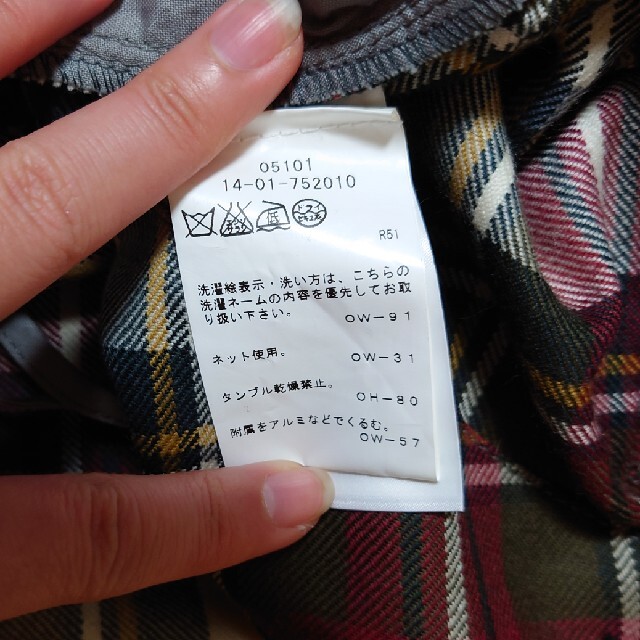 05101
14-01-752010
R51
洗濯絵表示・洗い方は、こちらの
洗濯ネームの内容を優先してお取
り扱い下さい。 OW-91
ネット使用。 OW-31
タンブル乾燥禁止。 OH-80
附属をアルミなどでくるむ。
OW-57